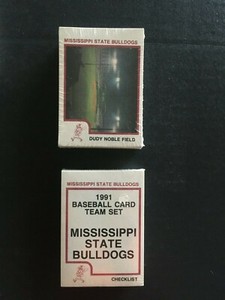 MISSISSIPPI STATE BULLDOGS
DUDY NOBLE FIELD
MISSISSIPPI STATE BULLDOGS
1991
BASEBALL CARD
TEAM SET
MISSISSIPPI
STATE
BULLDOGS
CHECKLIST